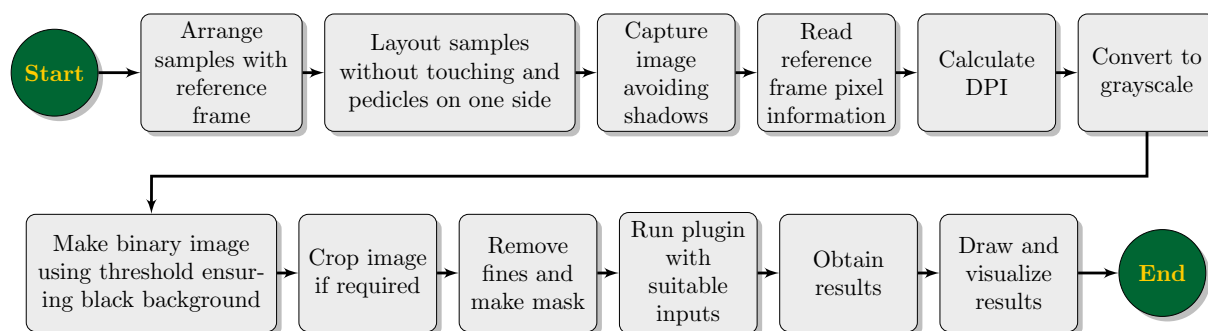 Start
Arrange
samples with
reference
frame
Layout samples
without touching and
pedicles on one side
Capture
image
avoiding
shadows
Read
reference
frame pixel
information
Calculate
DPI
Convert to
grayscale
Make binary image
using threshold ensur-
ing black background
Crop image
if required
Remove
fines and
make mask
Run plugin
with
suitable
inputs
Obtain
results
Draw and
visualize
results
End